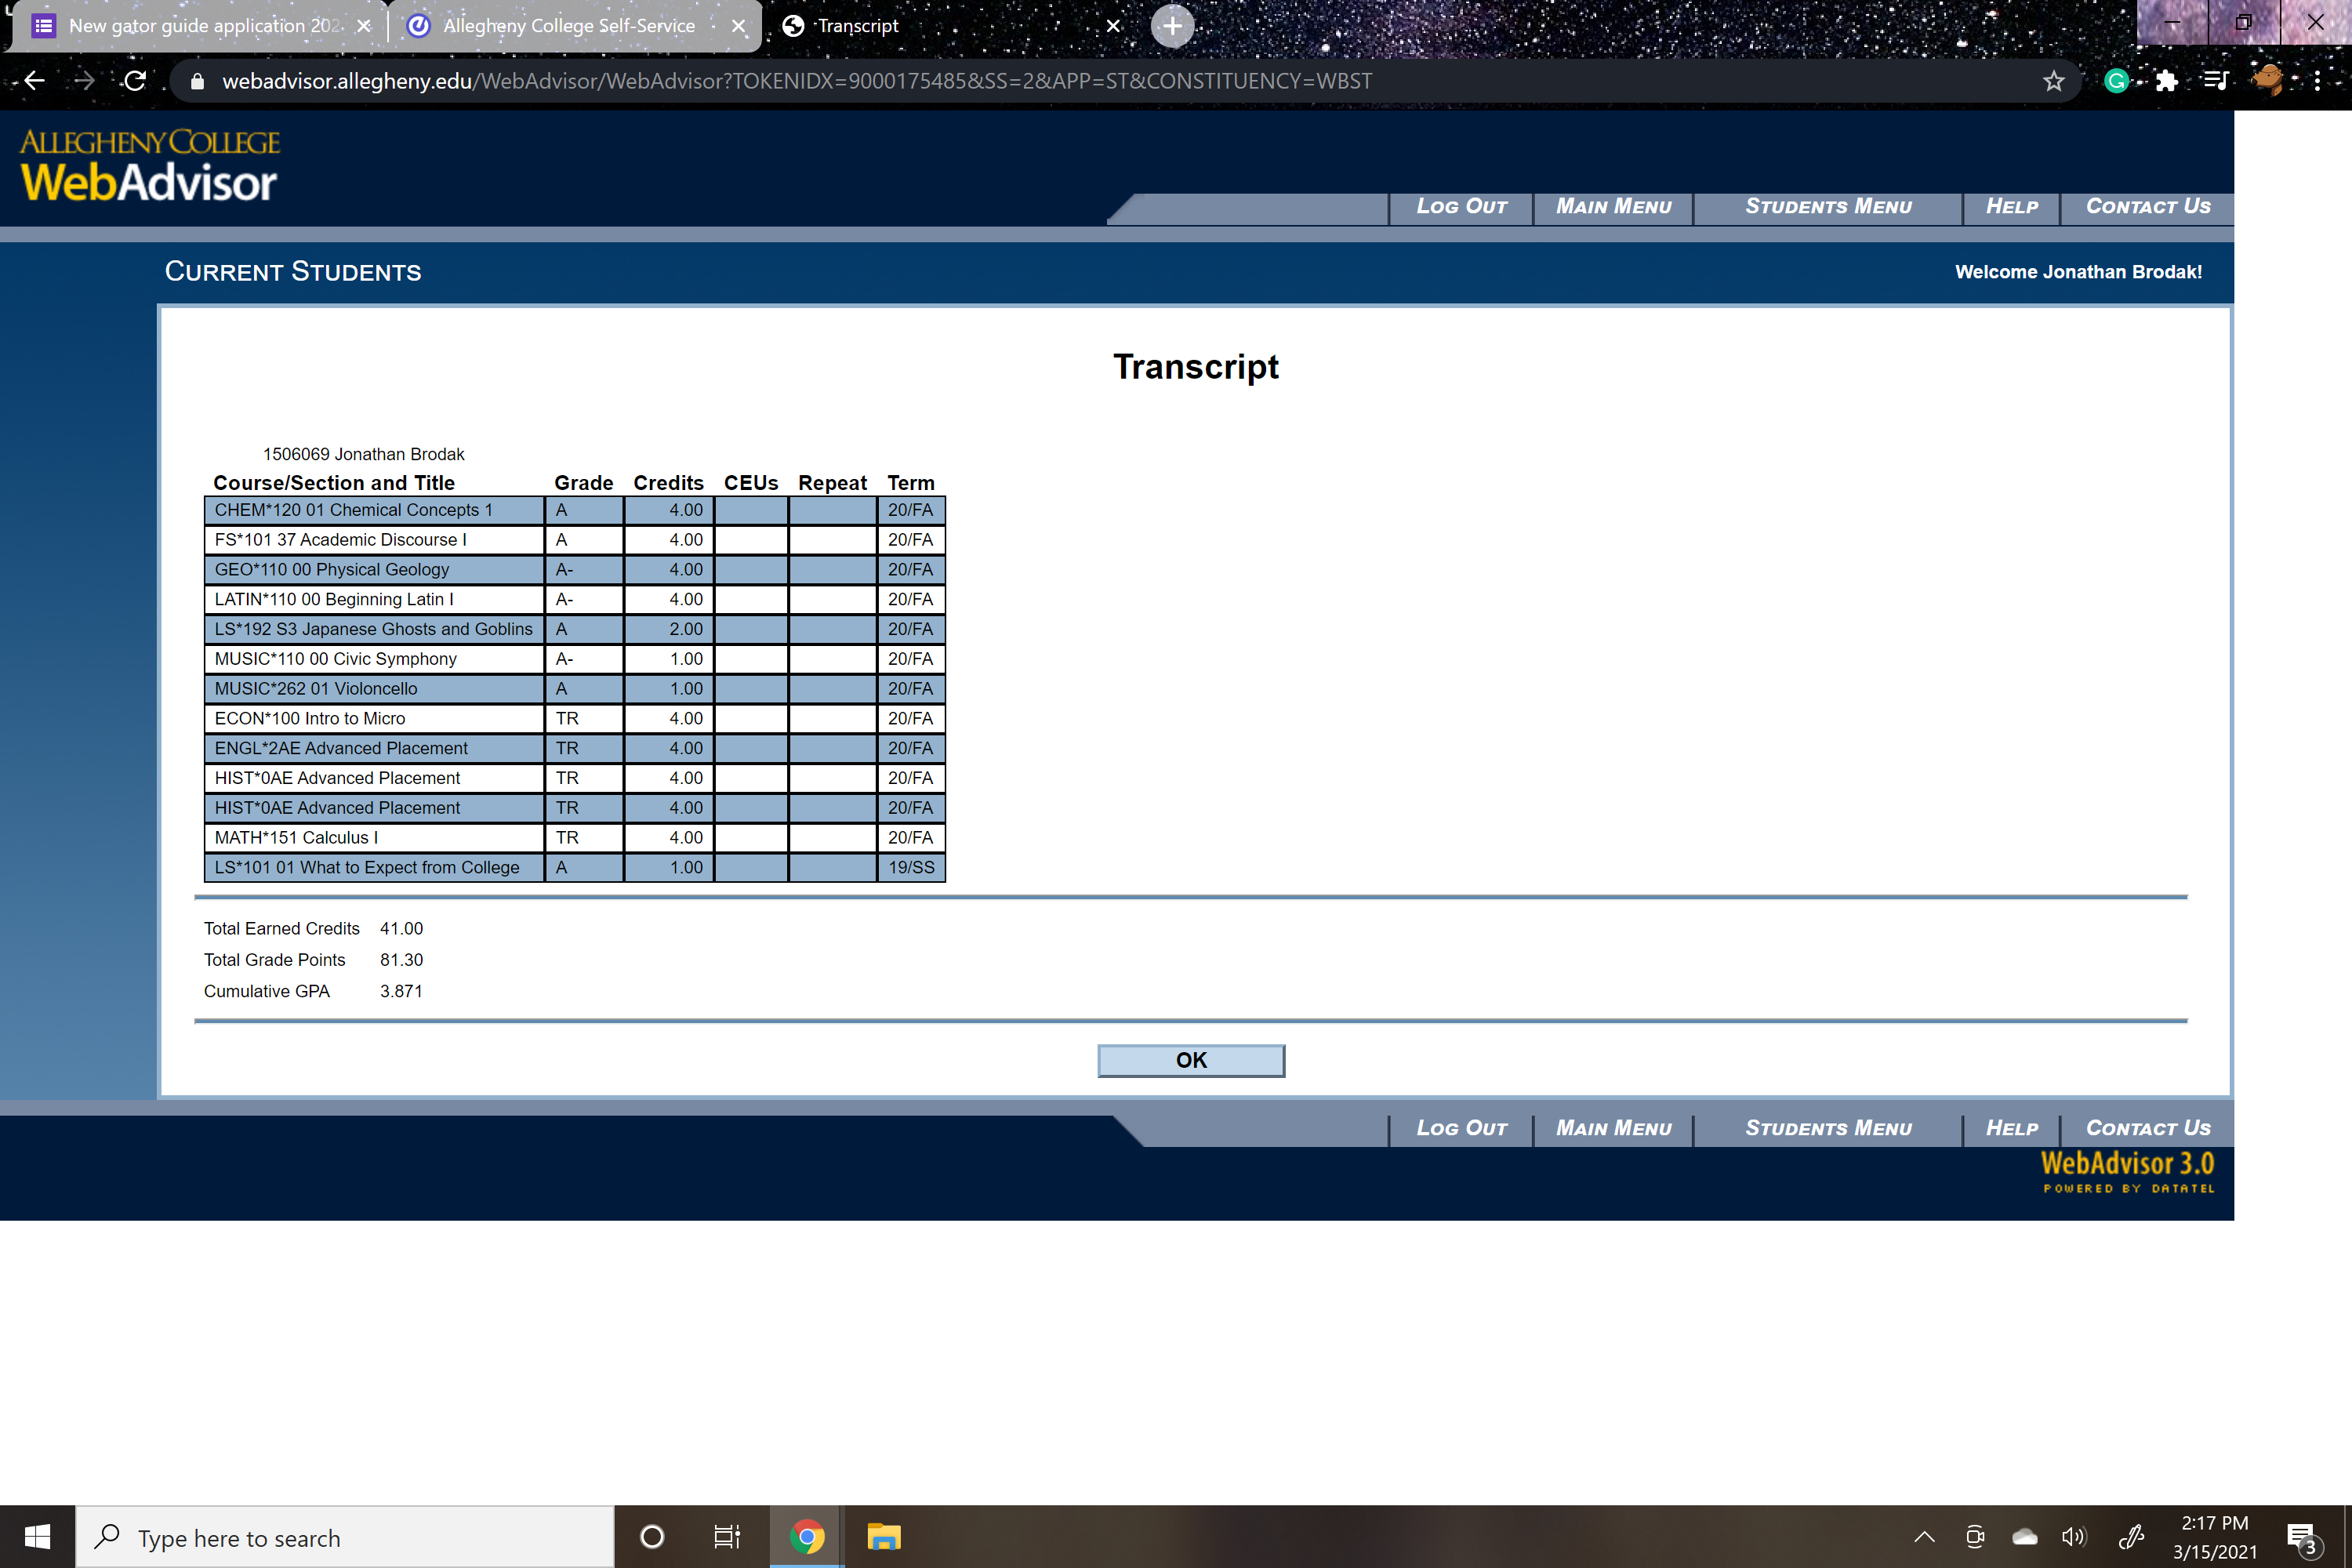 New gator guide application 202
Allegheny College Self-Service
Transcript
webadvisor.allegheny.edu/WebAdvisor/WebAdvisor?TOKENIDX=9000175485&SS=2&APP=ST&CONSTITUENCY=WBST
ALLEGHENY COLLEGE
WebAdvisor
LOG OUT MAIN MENU STUDENTS MENU HELP CONTACT US
CURRENT STUDENTS Welcome Jonathan Brodak!
Transcript
1506069 Jonathan Brodak
Course/Section and Title Grade Credits CEUs Repeat Term
CHEM*120 01 Chemical Concepts 1 A 4.00 20/FA
FS*101 37 Academic Discourse I A 4.00 20/FA
GEO*110 00 Physical Geology A- 4.00 20/FA
LATIN*110 00 Beginning Latin I A- 4.00 20/FA
LS*192 S3 Japanese Ghosts and Goblins A 2.00 20/FA
MUSIC*110 00 Civic Symphony A- 1.00 20/FA
MUSIC*262 01 Violoncello A 1.00 20/FA
ECON*100 Intro to Micro TR 4.00 20/FA
ENGL*2AE Advanced Placement TR 4.00 20/FA
HIST*0AE Advanced Placement TR 4.00 20/FA
HIST*0AE Advanced Placement TR 4.00 20/FA
MATH*151 Calculus I TR 4.00 20/FA
LS*101 01 What to Expect from College A 1.00 19/SS
Total Earned Credits 41.00
Total Grade Points 81.30
Cumulative GPA 3.871
OK
LOG OUT MAIN MENU STUDENTS MENU HELP CONTACT US
WebAdvisor 3.0
POWERED BY DATATEL
Type here to search
2:17 PM
3/15/2021
3